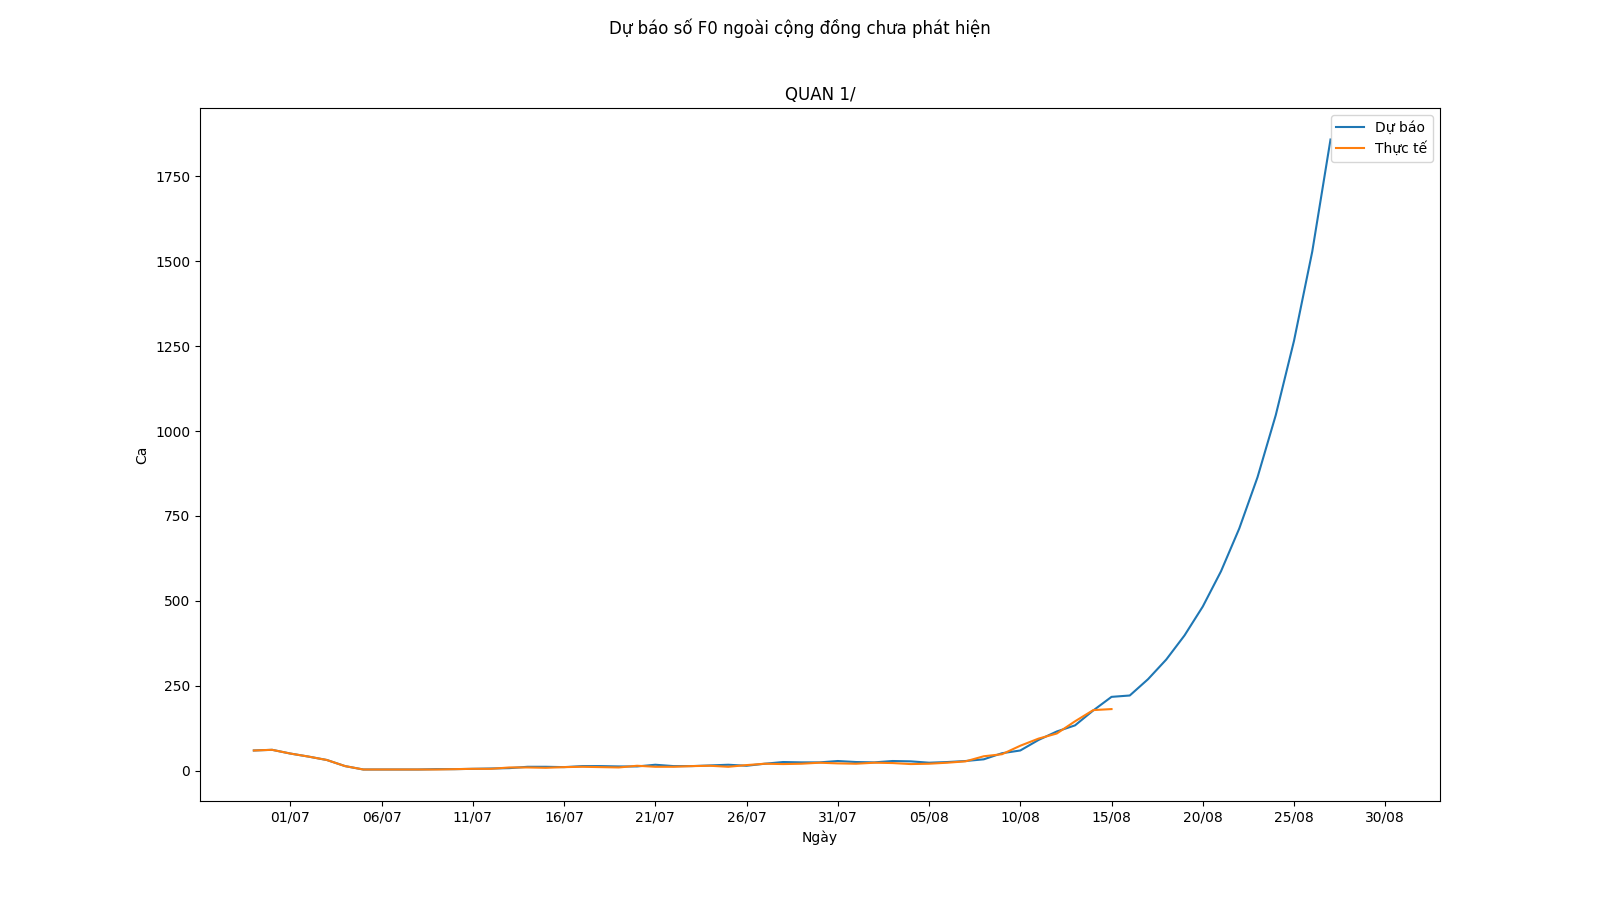 Dự báo số F0 ngoài cộng đồng chưa phát hiện
QUAN 1/
Dự báo
Thực tế
1750
1500
1250
1000
750
500
250
0
Ca
01/07 06/07 11/07 16/07 21/07 26/07 31/07 05/08 10/08 15/08 20/08 25/08 30/08
Ngày